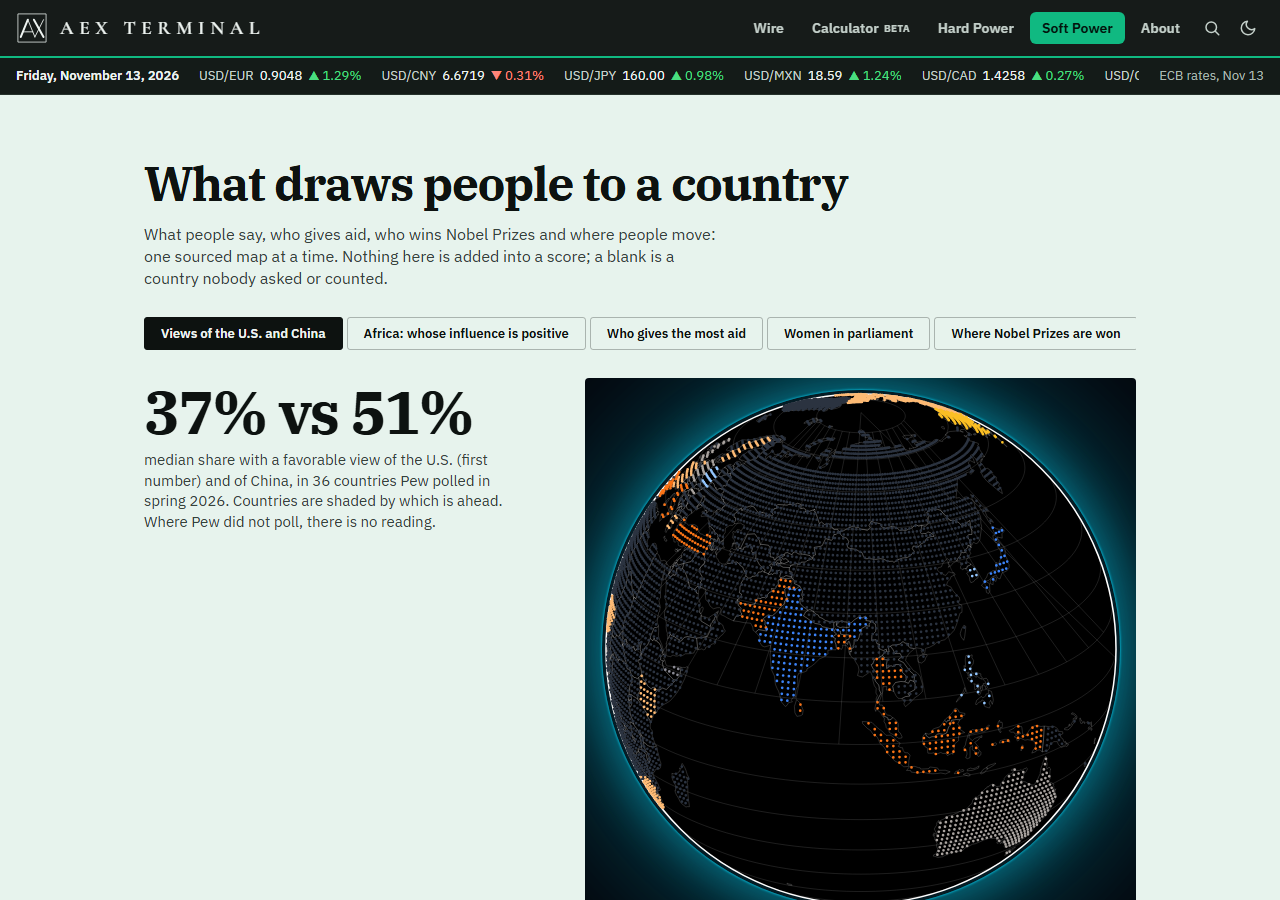 AEX TERMINAL
Wire
Calculator BETA
Hard Power
Soft Power
About
Friday, November 13, 2026
USD/EUR 0.9048 ▲1.29%
USD/CNY 6.6719 ▼0.31%
USD/JPY 160.00 ▲0.98%
USD/MXN 18.59 ▲1.24%
USD/CAD 1.4258 ▲0.27%
ECB rates, Nov 13
What draws people to a country
What people say, who gives aid, who wins Nobel Prizes and where people move:
one sourced map at a time. Nothing here is added into a score; a blank is a
country nobody asked or counted.
Views of the U.S. and China
Africa: whose influence is positive
Who gives the most aid
Women in parliament
Where Nobel Prizes are won
37% vs 51%
median share with a favorable view of the U.S. (first
number) and of China, in 36 countries Pew polled in
spring 2026. Countries are shaded by which is ahead.
Where Pew did not poll, there is no reading.